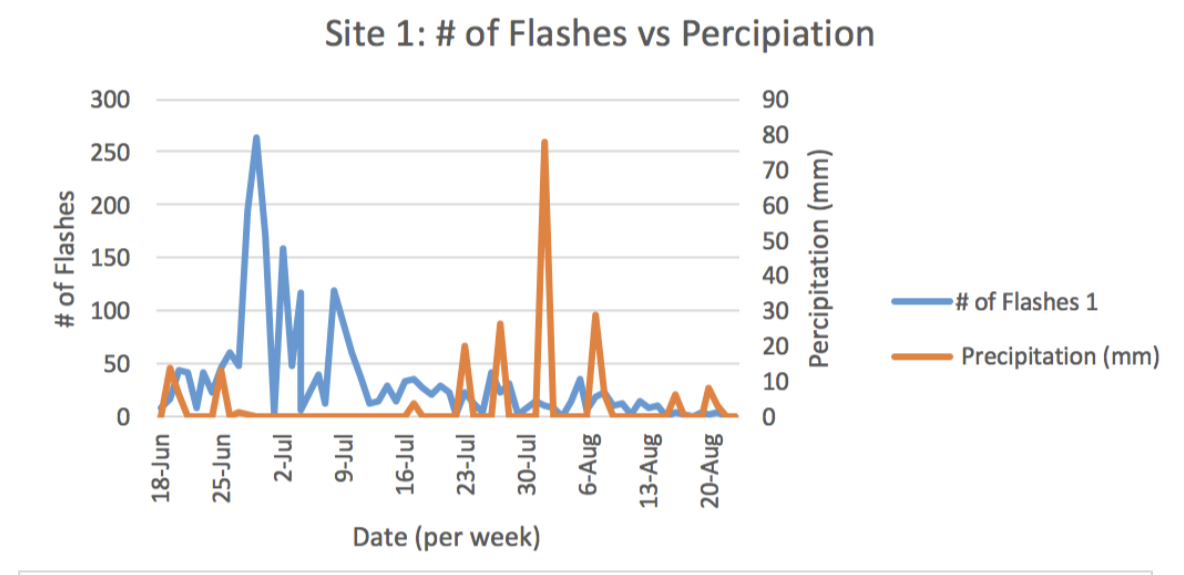 Site 1: # of Flashes vs Percipiation
300
250
200
150
100
50
0
# of Flashes
90
80
70
60
50
40
30
20
10
0
Percipitation (mm)
18-Jun
25-Jun
2-Jul
9-Jul
16-Jul
23-Jul
30-Jul
6-Aug
13-Aug
20-Aug
Date (per week)
# of Flashes 1
Precipitation (mm)